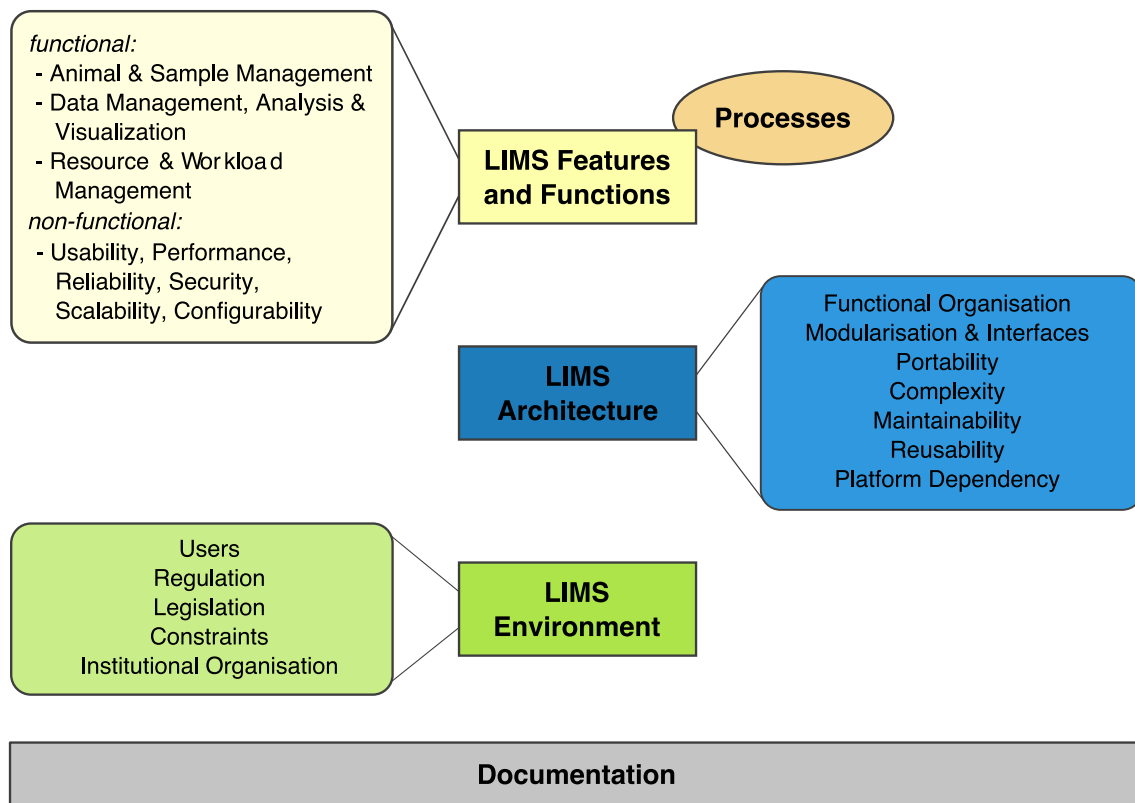 functional:
- Animal & Sample Management
- Data Management, Analysis &
Visualization
- Resource & Workload
Management
non-functional:
- Usability, Performance,
Reliability, Security,
Scalability, Configurability
Processes
LIMS Features
and Functions
Functional Organisation
Modularisation & Interfaces
Portability
Complexity
Maintainability
Reusability
Platform Dependency
LIMS
Architecture
Users
Regulation
Legislation
Constraints
Institutional Organisation
LIMS
Environment
Documentation